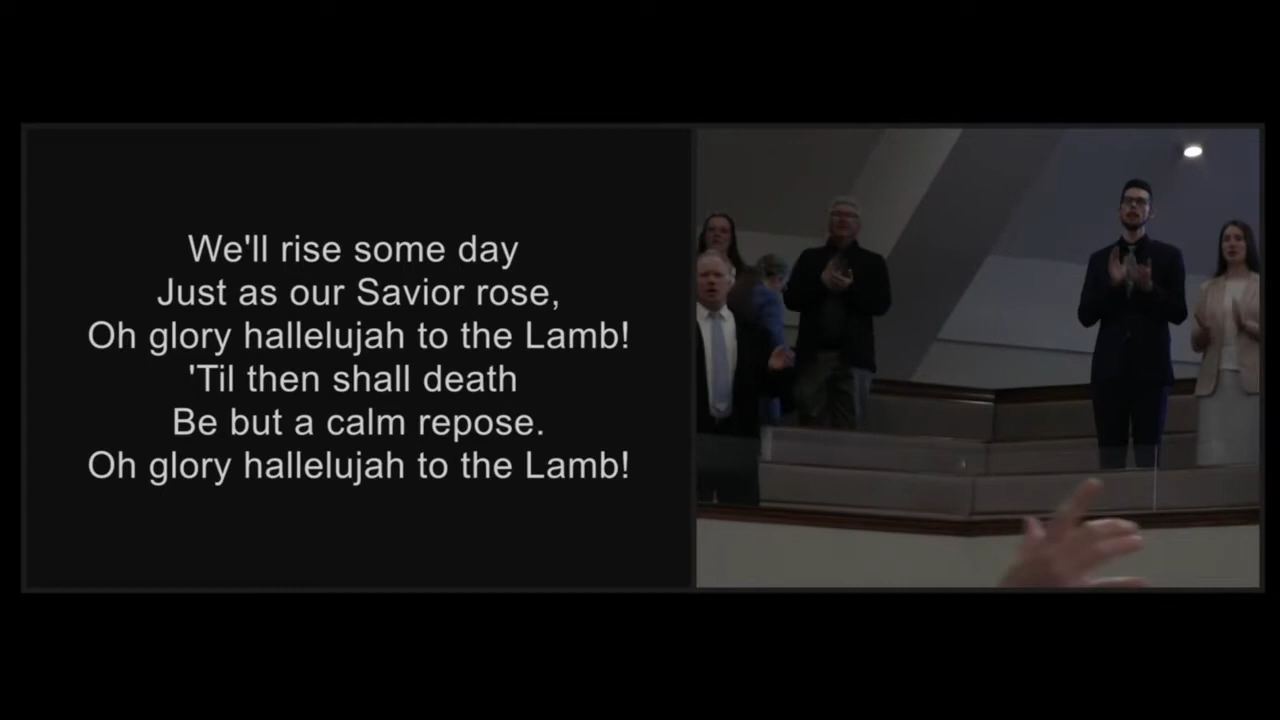 We'll rise some day
Just as our Savior rose,
Oh glory hallelujah to the Lamb!
'Til then shall death
Be but a calm repose.
Oh glory hallelujah to the Lamb!